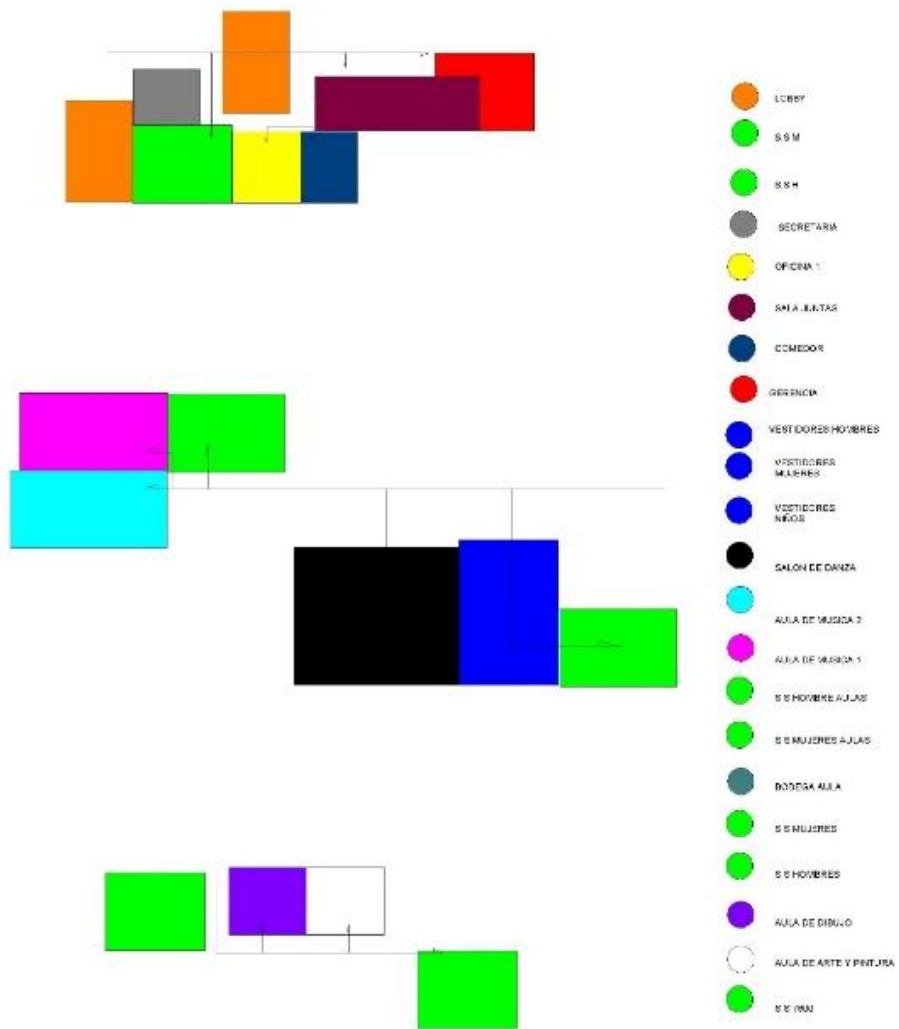 LOBBY
S.S M
S.S H
SECRETARIA
OFICINA 1
SALA JUNTAS
COMEDOR
GERENCIA
VESTIDORES HOMBRES
VESTIDORES
MUJERES
VESTIDORES
NIÑOS
SALON DE DANZA
AULA DE MUSICA 2
AULA DE MUSICA 1
S S HOMBRE AULAS
S S MUJERES AULAS
BODEGA AULA
S S MUJERES
S S HOMBRES
AULA DE DIBUJO
AULA DE ARTE Y PINTURA
S S